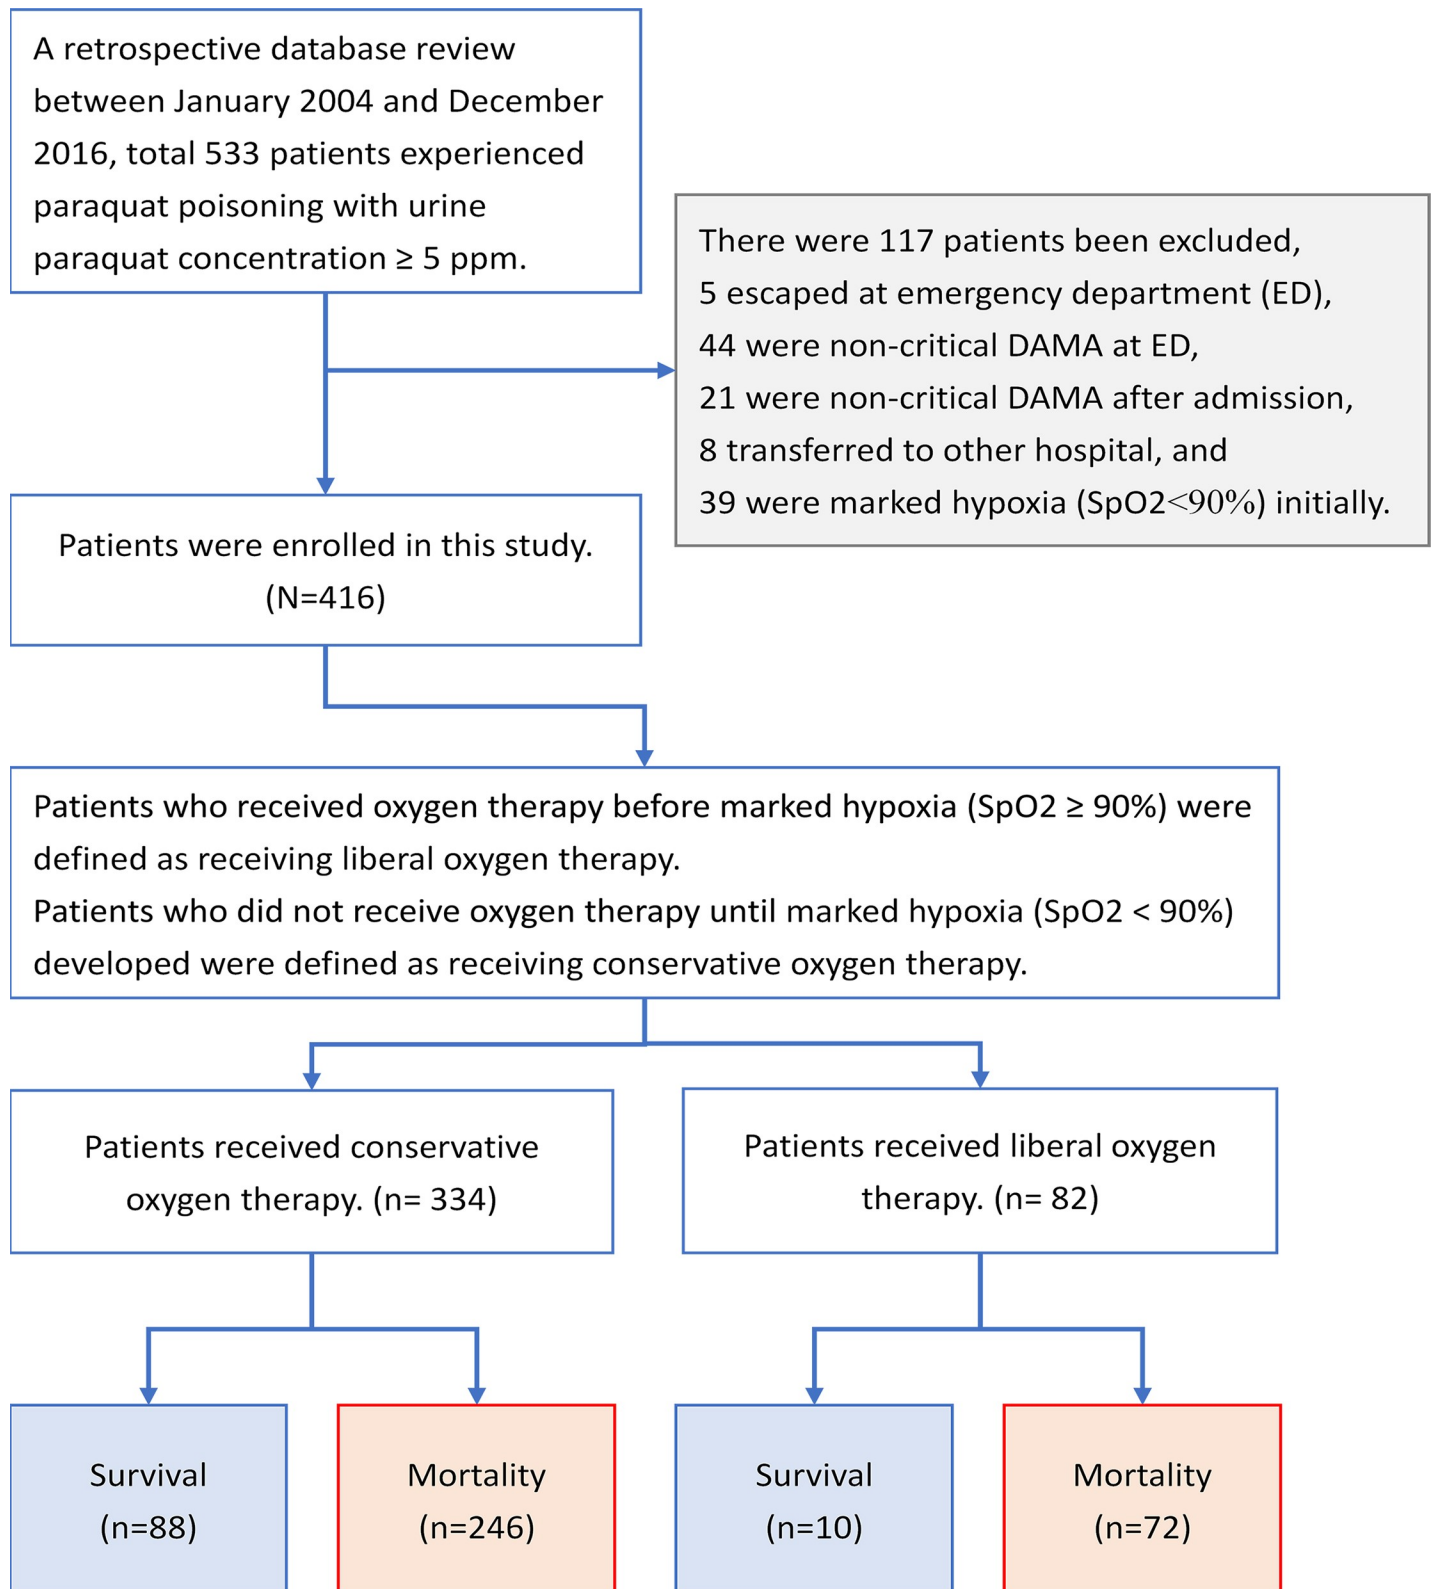 A retrospective database review
between January 2004 and December
2016, total 533 patients experienced
paraquat poisoning with urine
paraquat concentration ≥ 5 ppm.
There were 117 patients been excluded,
5 escaped at emergency department (ED),
44 were non-critical DAMA at ED,
21 were non-critical DAMA after admission,
8 transferred to other hospital, and
39 were marked hypoxia (SpO2<90%) initially.
Patients were enrolled in this study.
(N=416)
Patients who received oxygen therapy before marked hypoxia (SpO2 ≥ 90%) were
defined as receiving liberal oxygen therapy.
Patients who did not receive oxygen therapy until marked hypoxia (SpO2 < 90%)
developed were defined as receiving conservative oxygen therapy.
Patients received conservative
oxygen therapy. (n= 334)
Patients received liberal oxygen
therapy. (n= 82)
Survival
(n=88)
Mortality
(n=246)
Survival
(n=10)
Mortality
(n=72)